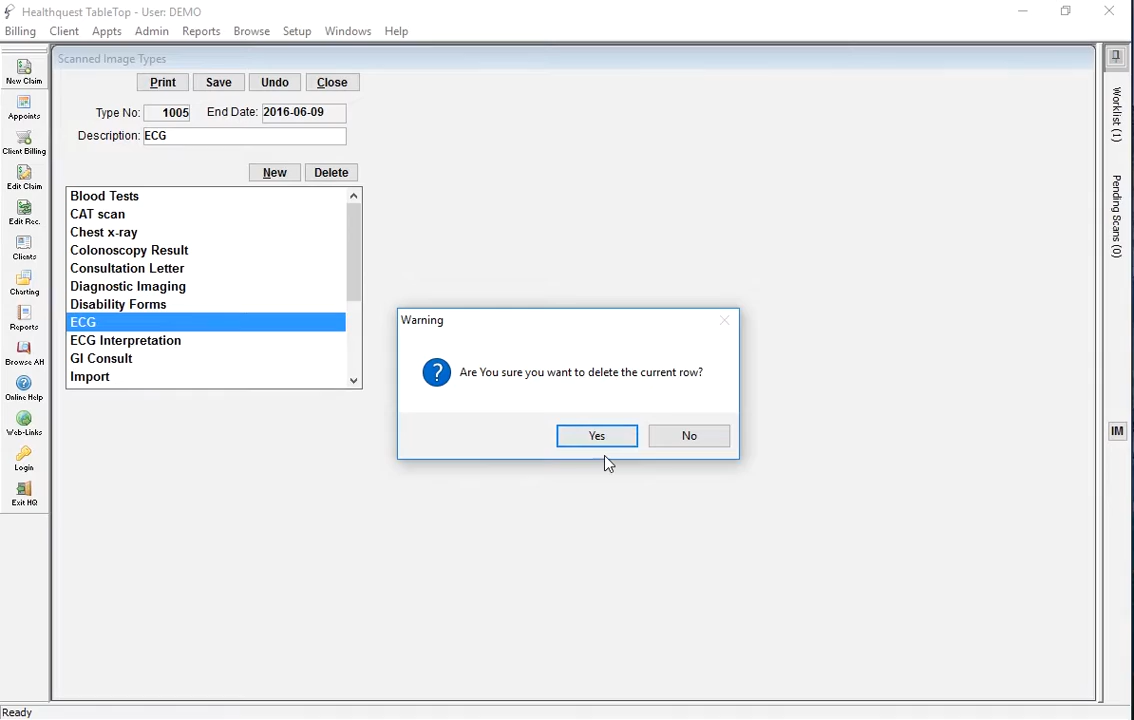 Healthquest TableTop - User: DEMO
Billing Client Appts Admin Reports Browse Setup Windows Help
Scanned Image Types
Print Save Undo Close
Type No: 1005 End Date: 2016-06-09
Description: ECG
New Delete
Blood Tests
CAT scan
Chest x-ray
Colonoscopy Result
Consultation Letter
Diagnostic Imaging
Disability Forms
ECG
ECG Interpretation
GI Consult
Import
New Claim
Appoints
Client Billing
Edit Claim
Edit Rec.
Clients
Charting
Reports
Browse AH
Online Help
Web-Links
Login
Exit HQ
Warning
? Are You sure you want to delete the current row?
Yes No
Worklist (1)
Pending Scans (0)
IM
Ready